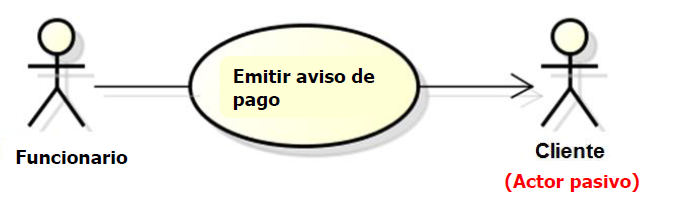 Emitir aviso de
pago
Funcionario
Cliente
(Actor pasivo)